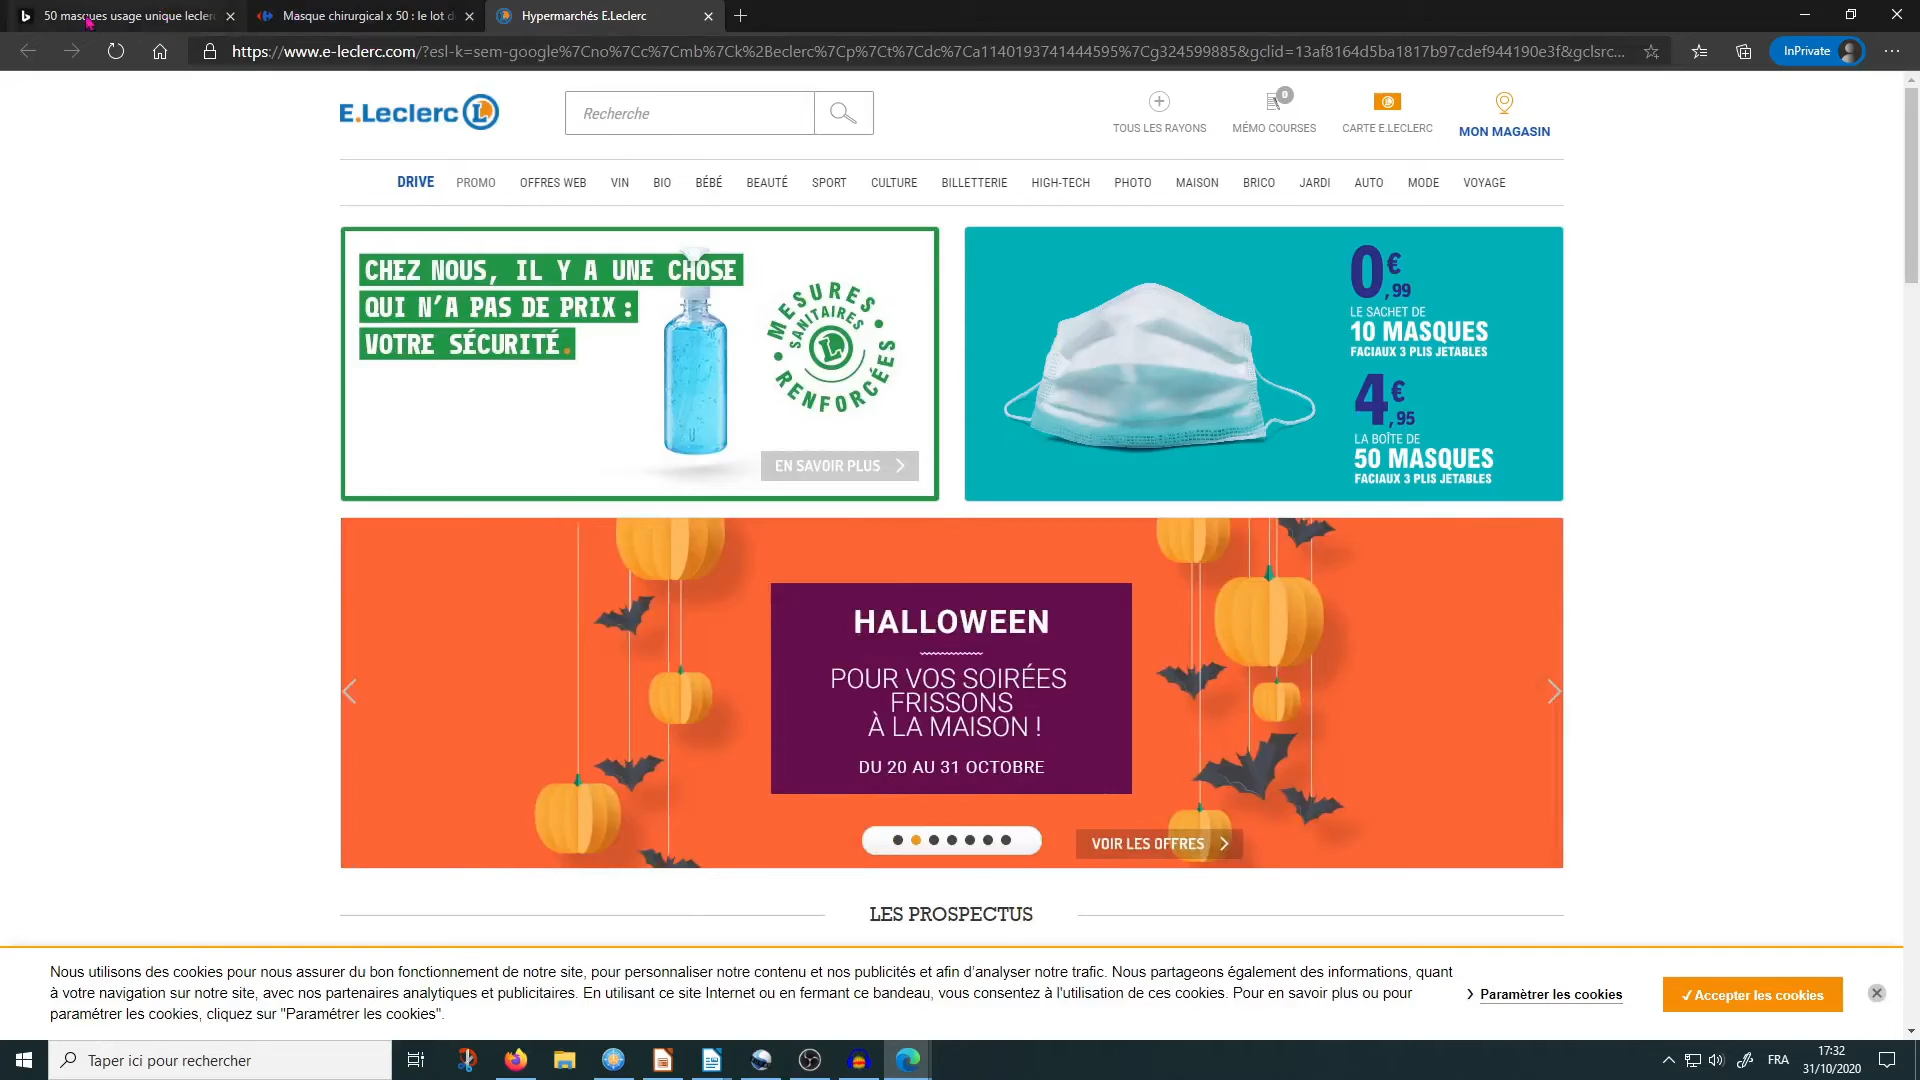 50 masques usage unique lecler
Masque chirurgical x 50 : le lot d
Hypermarchés E.Leclerc
https://www.e-leclerc.com/?esl-k=sem-google%7Cno%7Cc%7Cmb%7Ck%2Beclerc%7Cp%7Ct%7Cdc%7Ca1140193741444595%7Cg324599885&gclid=13af8164d5ba1817b97cdef944190e3f&gclsrc...
InPrivate
E.Leclerc L
Recherche
0
TOUS LES RAYONS
MÉMO COURSES
CARTE E.LECLERC
MON MAGASIN
DRIVE PROMO OFFRES WEB VIN BIO BÉBÉ BEAUTÉ SPORT CULTURE BILLETTERIE HIGH-TECH PHOTO MAISON BRICO JARDI AUTO MODE VOYAGE
CHEZ NOUS, IL Y A UNE CHOSE
QUI N'A PAS DE PRIX :
VOTRE SÉCURITÉ.
MESURES
SANITAIRES
RENFORCÉES
EN SAVOIR PLUS
0€,99
LE SACHET DE
10 MASQUES
FACIAUX 3 PLIS JETABLES
4€,95
LA BOÎTE DE
50 MASQUES
FACIAUX 3 PLIS JETABLES
HALLOWEEN
POUR VOS SOIRÉES
FRISSONS
À LA MAISON !
DU 20 AU 31 OCTOBRE
VOIR LES OFFRES
LES PROSPECTUS
Nous utilisons des cookies pour nous assurer du bon fonctionnement de notre site, pour personnaliser notre contenu et nos publicités et afin d'analyser notre trafic. Nous partageons également des informations, quant
à votre navigation sur notre site, avec nos partenaires analytiques et publicitaires. En utilisant ce site Internet ou en fermant ce bandeau, vous consentez à l'utilisation de ces cookies. Pour en savoir plus ou pour
paramétrer les cookies, cliquez sur "Paramétrer les cookies".
Paramètrer les cookies
✓Accepter les cookies
Taper ici pour rechercher
FRA
17:32
31/10/2020